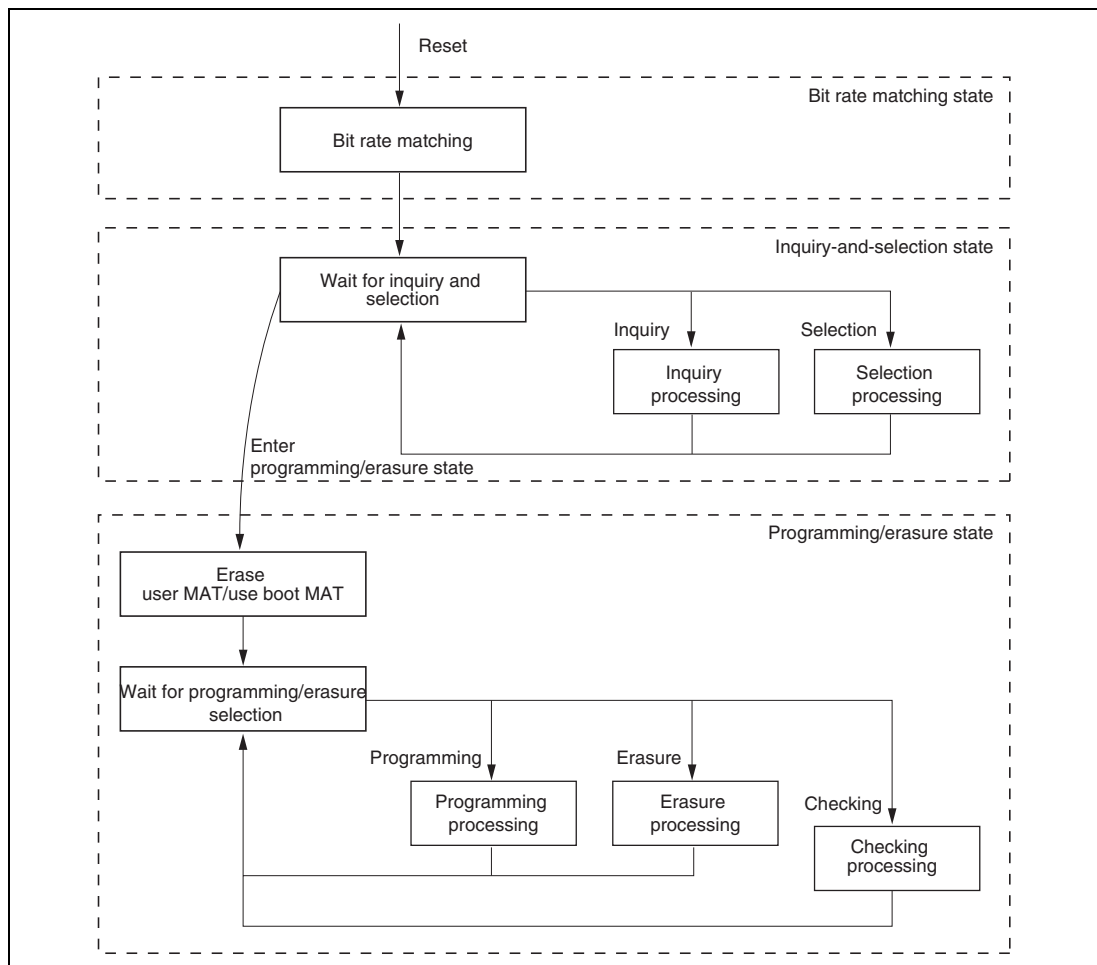 Reset
Bit rate matching state
Bit rate matching
Inquiry-and-selection state
Wait for inquiry and
selection
Inquiry
Selection
Inquiry
processing
Selection
processing
Enter
programming/erasure state
Programming/erasure state
Erase
user MAT/use boot MAT
Wait for programming/erasure
selection
Programming
Erasure
Checking
Programming
processing
Erasure
processing
Checking
processing